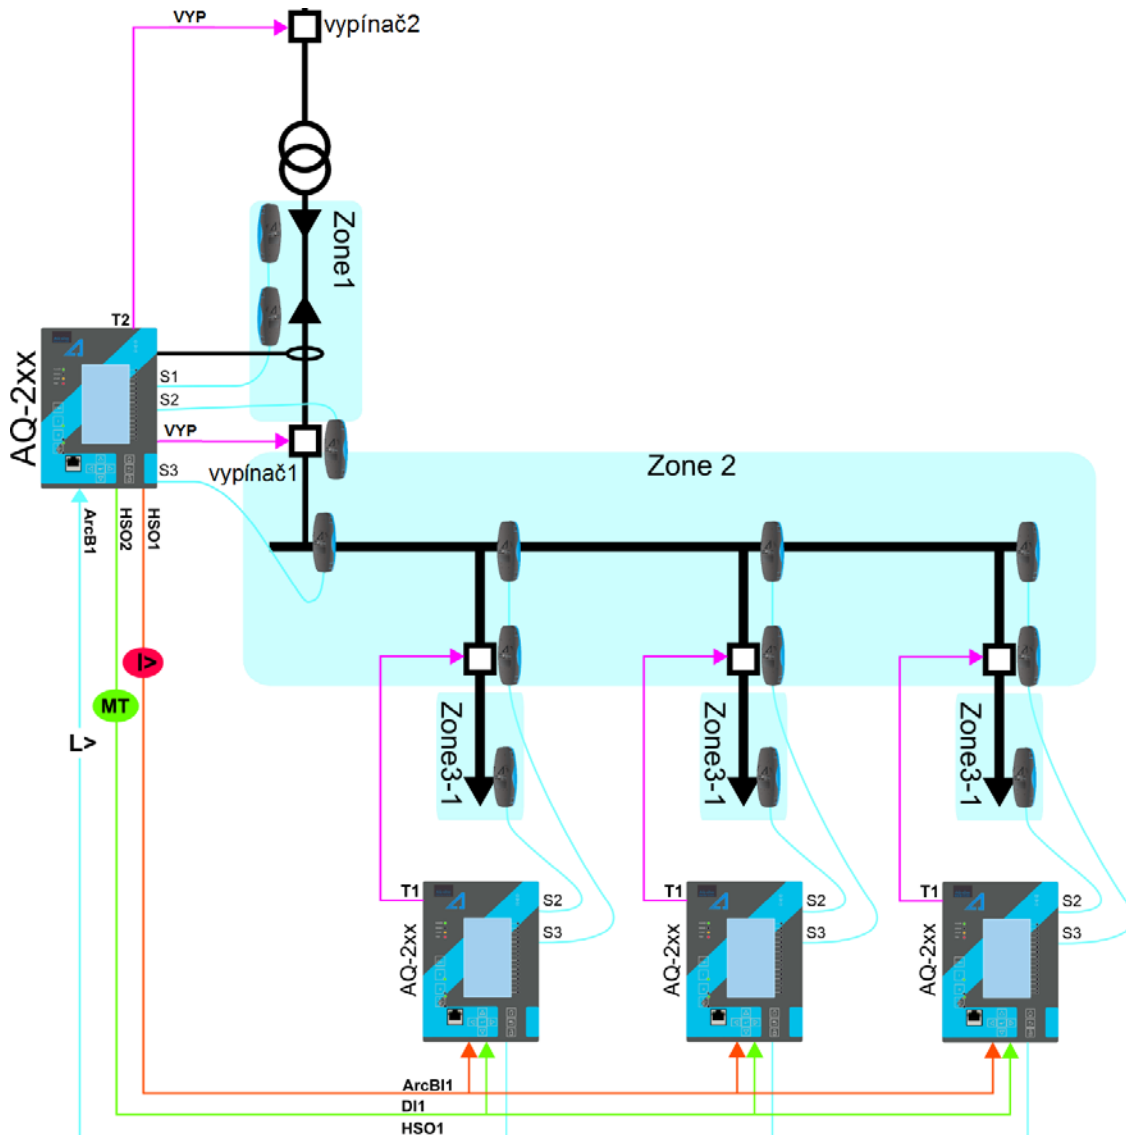 VYP
vypínač2
Zone1
T2
AQ-2xx
S1
S2
VYP
S3
vypínač1
Zone 2
ArcB1
HSO2
HSO1
I>
MT
L>
Zone3-1
Zone3-1
Zone3-1
T1
S2
S3
AQ-2xx
T1
S2
S3
AQ-2xx
T1
S2
S3
AQ-2xx
ArcBI1
DI1
HSO1